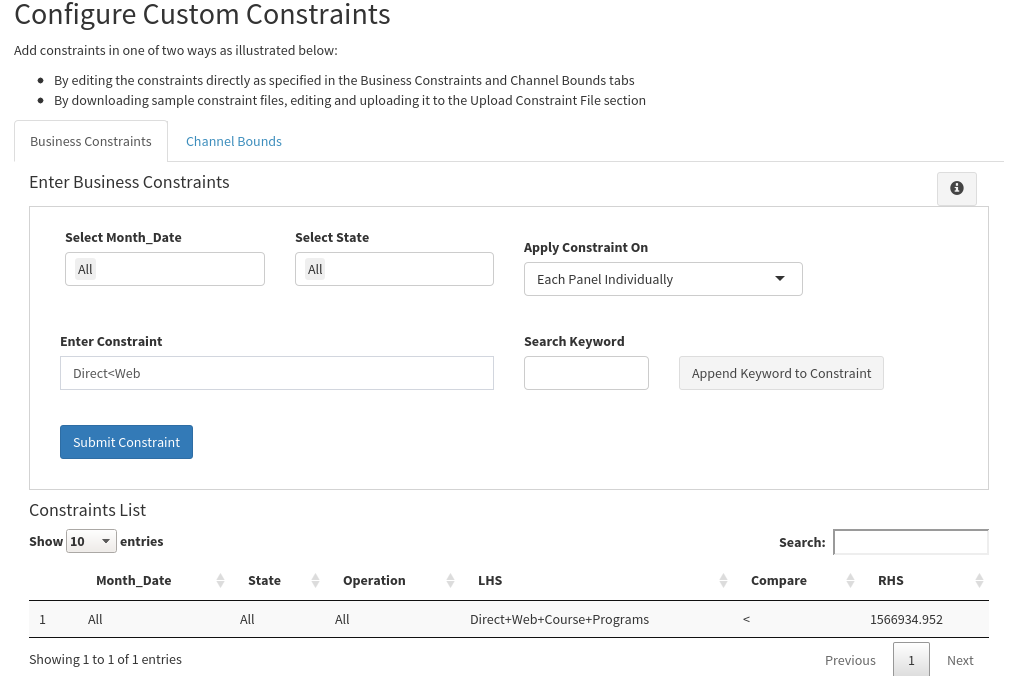 Configure Custom Constraints
Add constraints in one of two ways as illustrated below:
By editing the constraints directly as specified in the Business Constraints and Channel Bounds tabs
By downloading sample constraint files, editing and uploading it to the Upload Constraint File section
Business Constraints Channel Bounds
Enter Business Constraints
Select Month_Date Select State Apply Constraint On
All All Each Panel Individually
Enter Constraint Search Keyword
Direct<Web Append Keyword to Constraint
Submit Constraint
Constraints List
Show 10 entries Search:
Month_Date State Operation LHS Compare RHS
1 All All All Direct+Web+Course+Programs < 1566934.952
Showing 1 to 1 of 1 entries Previous 1 Next